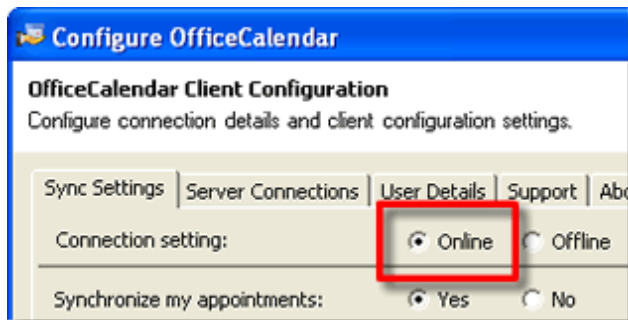 Configure OfficeCalendar
OfficeCalendar Client Configuration
Configure connection details and client configuration settings.
Sync Settings Server Connections User Details Support
Connection setting: Online Offline
Synchronize my appointments: Yes No